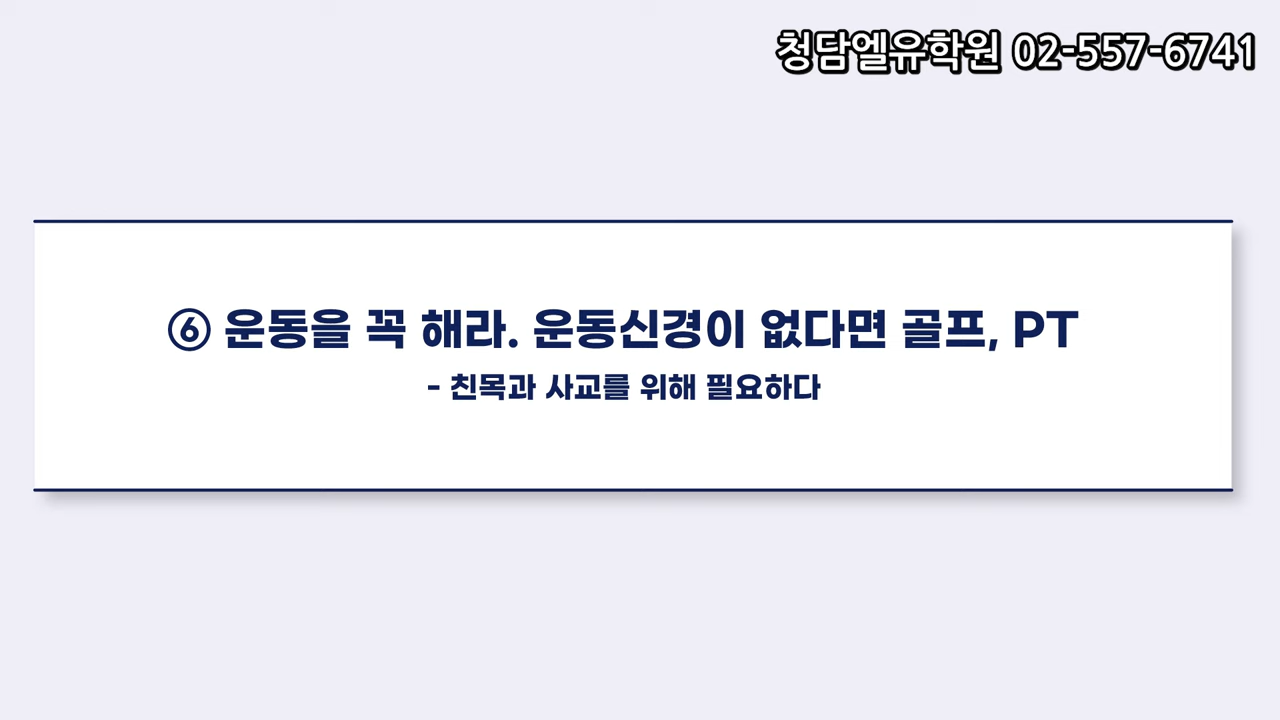 청담엘유학원 02-557-6741
⑥ 운동을 꼭 해라. 운동신경이 없다면 골프, PT
- 친목과 사교를 위해 필요하다